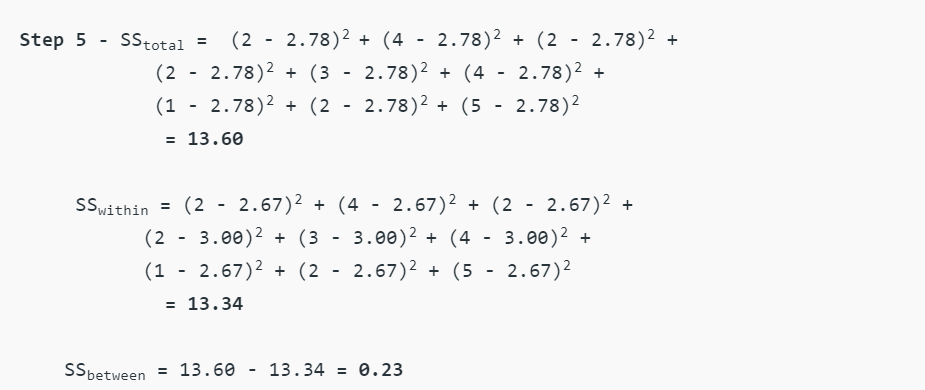 Step 5 - SS_total = (2 - 2.78)² + (4 - 2.78)² + (2 - 2.78)² +
(2 - 2.78)² + (3 - 2.78)² + (4 - 2.78)² +
(1 - 2.78)² + (2 - 2.78)² + (5 - 2.78)²
= 13.60
SS_within = (2 - 2.67)² + (4 - 2.67)² + (2 - 2.67)² +
(2 - 3.00)² + (3 - 3.00)² + (4 - 3.00)² +
(1 - 2.67)² + (2 - 2.67)² + (5 - 2.67)²
= 13.34
SS_between = 13.60 - 13.34 = 0.23